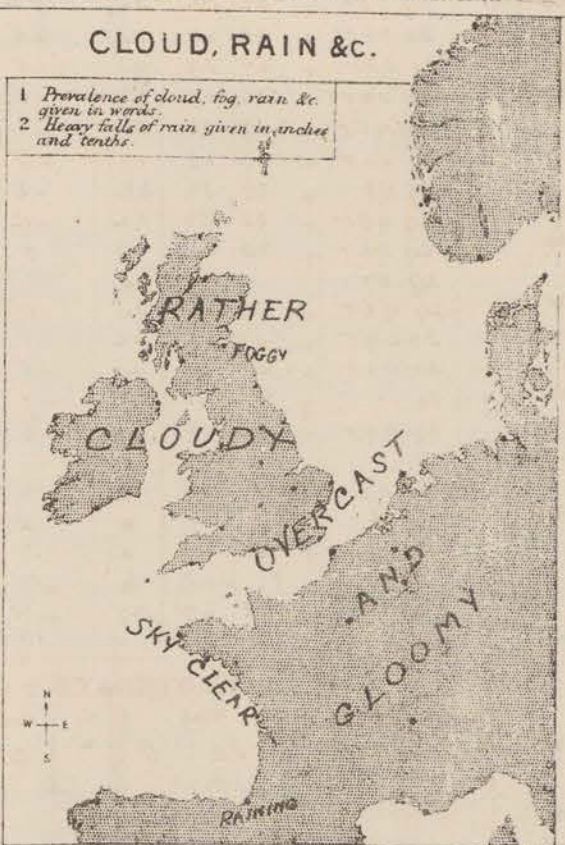 CLOUD, RAIN &c.
1 Prevalence of cloud, fog, rain &c.
given in words.
2 Heavy falls of rain given in inches
and tenths.
RATHER
FOGGY
CLOUDY
OVERCAST
AND
GLOOMY
SKY CLEAR
N
W E
S
RAINING